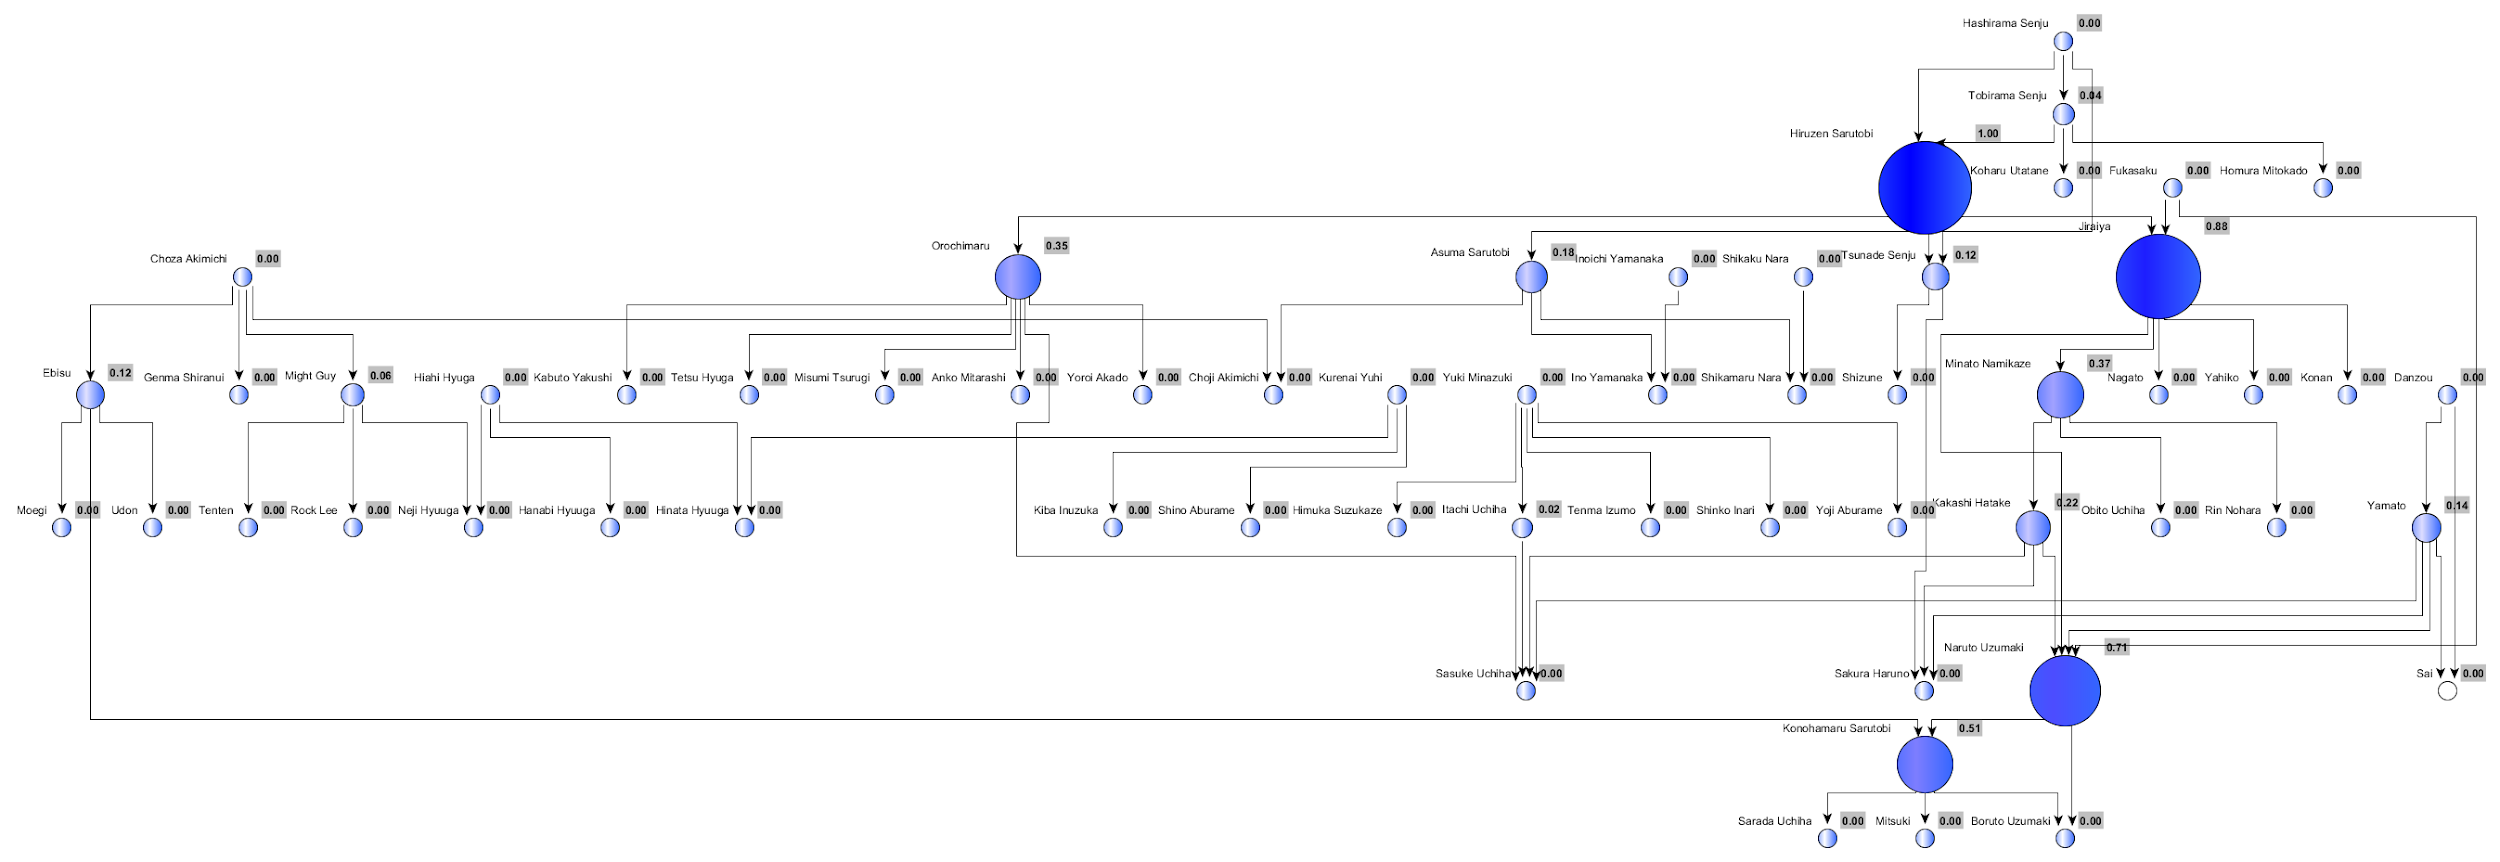 Hashirama Senju 0.00
Tobirama Senju 0.04
Hiruzen Sarutobi 1.00
Koharu Utatane 0.00 Fukasaku 0.00 Homura Mitokado 0.00
Jiraiya 0.88
Choza Akimichi 0.00 Orochimaru 0.35 Asuma Sarutobi 0.18 Inoichi Yamanaka 0.00 Shikaku Nara 0.00 Tsunade Senju 0.12
Ebisu 0.12 Genma Shiranui 0.00 Might Guy 0.06 Hiahi Hyuga 0.00 Kabuto Yakushi 0.00 Tetsu Hyuga 0.00 Misumi Tsurugi 0.00 Anko Mitarashi 0.00 Yoroi Akado 0.00 Choji Akimichi 0.00 Kurenai Yuhi 0.00 Yuki Minazuki 0.00 Ino Yamanaka 0.00 Shikamaru Nara 0.00 Shizune 0.00 Minato Namikaze 0.37 Nagato 0.00 Yahiko 0.00 Konan 0.00 Danzou 0.00
Moegi 0.00 Udon 0.00 Tenten 0.00 Rock Lee 0.00 Neji Hyuuga 0.00 Hanabi Hyuuga 0.00 Hinata Hyuuga 0.00 Kiba Inuzuka 0.00 Shino Aburame 0.00 Himuka Suzukaze 0.00 Itachi Uchiha 0.02 Tenma Izumo 0.00 Shinko Inari 0.00 Yoji Aburame 0.00 Kakashi Hatake 0.22 Obito Uchiha 0.00 Rin Nohara 0.00 Yamato 0.14
Naruto Uzumaki 0.71
Sasuke Uchiha 0.00 Sakura Haruno 0.00 Sai 0.00
Konohamaru Sarutobi 0.51
Sarada Uchiha 0.00 Mitsuki 0.00 Boruto Uzumaki 0.00